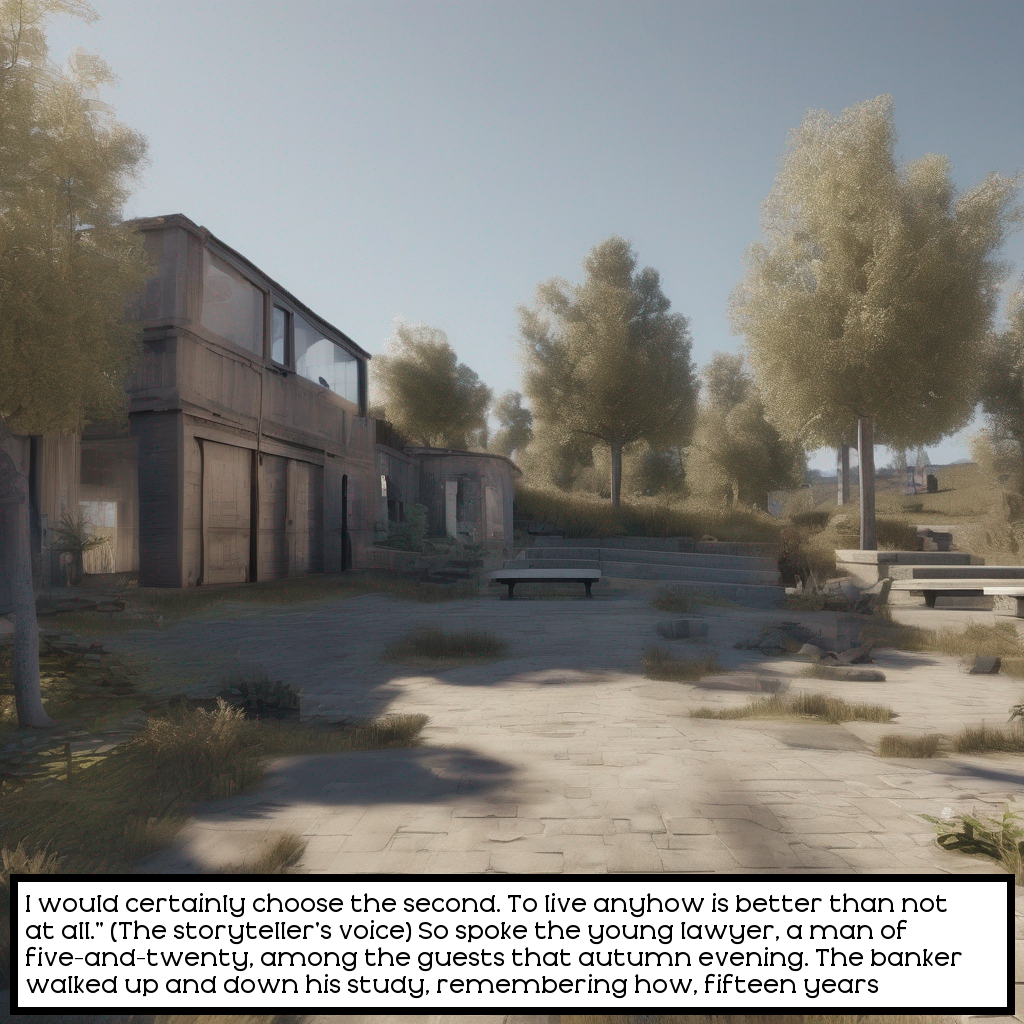 I would certainly choose the second. To live anyhow is better than not
at all." (The storyteller's voice) So spoke the young lawyer, a man of
five-and-twenty, among the guests that autumn evening. The banker
walked up and down his study, remembering how, fifteen years